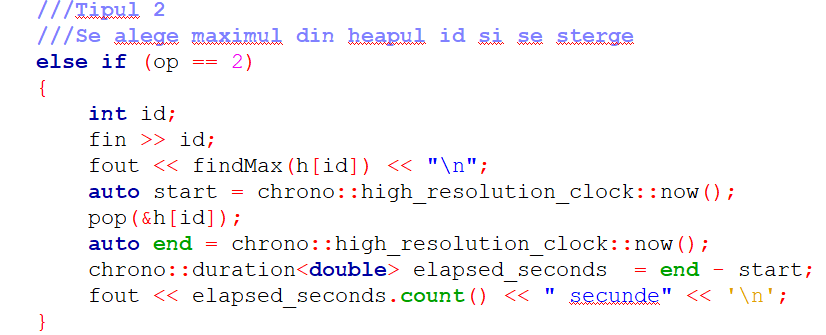 ///Tipul 2
///Se alege maximul din heapul id si se sterge
else if (op == 2)
{
    int id;
    fin >> id;
    fout << findMax(h[id]) << "\n";
    auto start = chrono::high_resolution_clock::now();
    pop(&h[id]);
    auto end = chrono::high_resolution_clock::now();
    chrono::duration<double> elapsed_seconds  = end - start;
    fout << elapsed_seconds.count() << " secunde" << '\n';
}